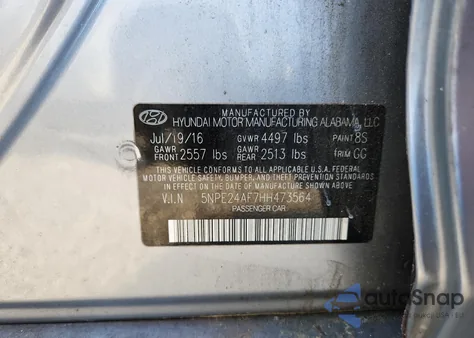 MANUFACTURED BY
HYUNDAI MOTOR MANUFACTURING ALABAMA, LLC
Jul/19/16 GVWR 4497 lbs PAINT 8S
GAWR FRONT 2557 lbs GAWR REAR 2513 lbs TRIM GG
THIS VEHICLE CONFORMS TO ALL APPLICABLE U.S.A. FEDERAL
MOTOR VEHICLE SAFETY, BUMPER, AND THEFT
PREVENTION STANDARDS IN EFFECT ON THE DATE OF
MANUFACTURE SHOWN ABOVE.
V.I.N : 5NPE24AF7HH473564
PASSENGER CAR
autoSnap